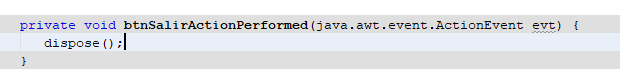 private void btnSalirActionPerformed(java.awt.event.ActionEvent evt) {
dispose();
}